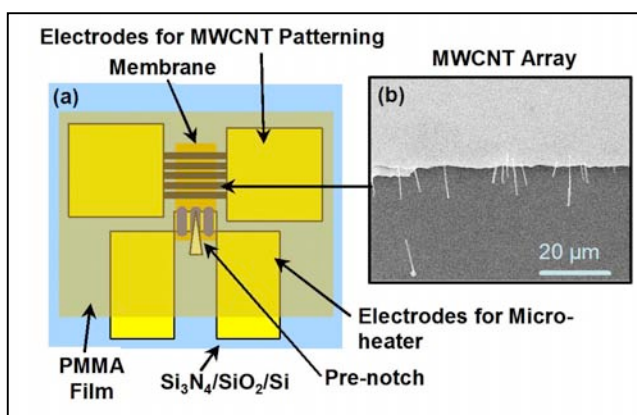 Electrodes for MWCNT Patterning
Membrane
(a)
MWCNT Array
(b)
20 µm
Electrodes for Micro-
heater
PMMA
Film
Si₃N₄/SiO₂/Si
Pre-notch